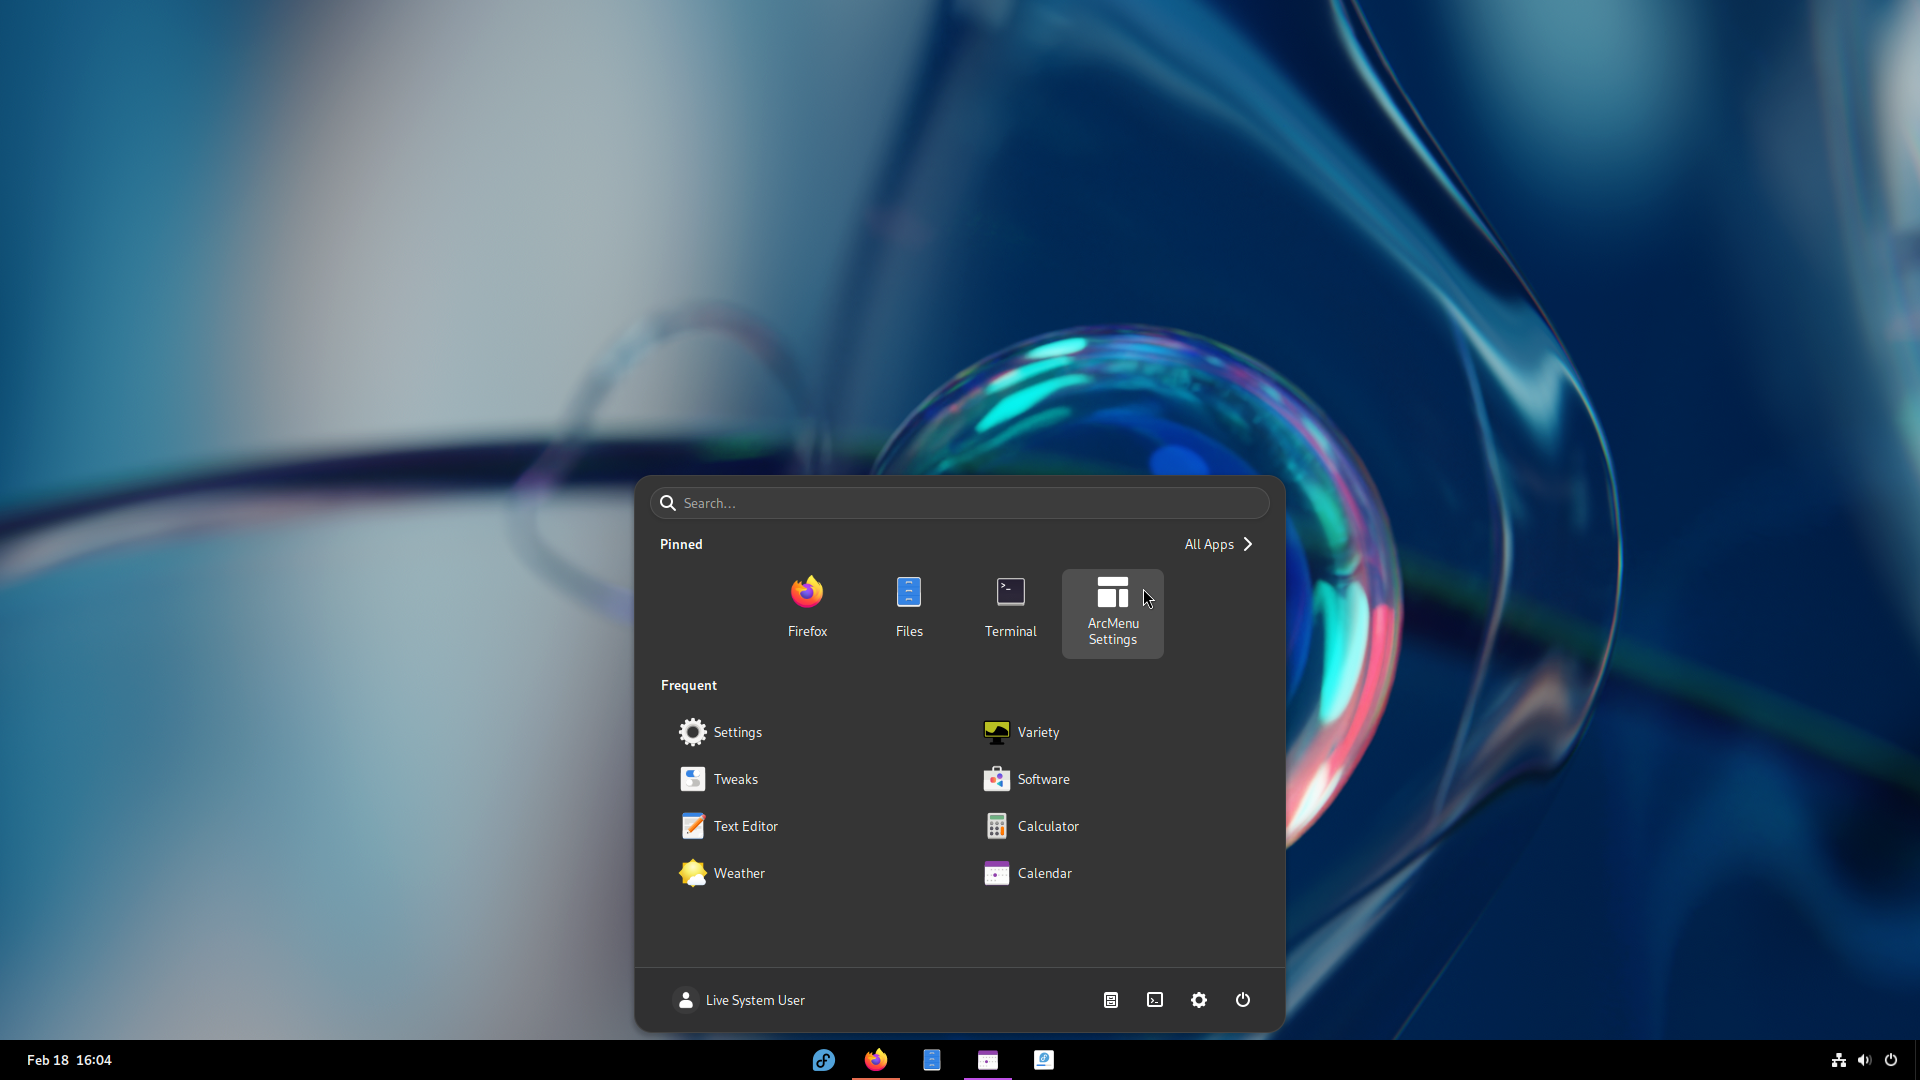 Search...
Pinned
All Apps
Firefox
Files
Terminal
ArcMenu
Settings
Frequent
Settings
Variety
Tweaks
Software
Text Editor
Calculator
Weather
Calendar
Live System User
Feb 18 16:04